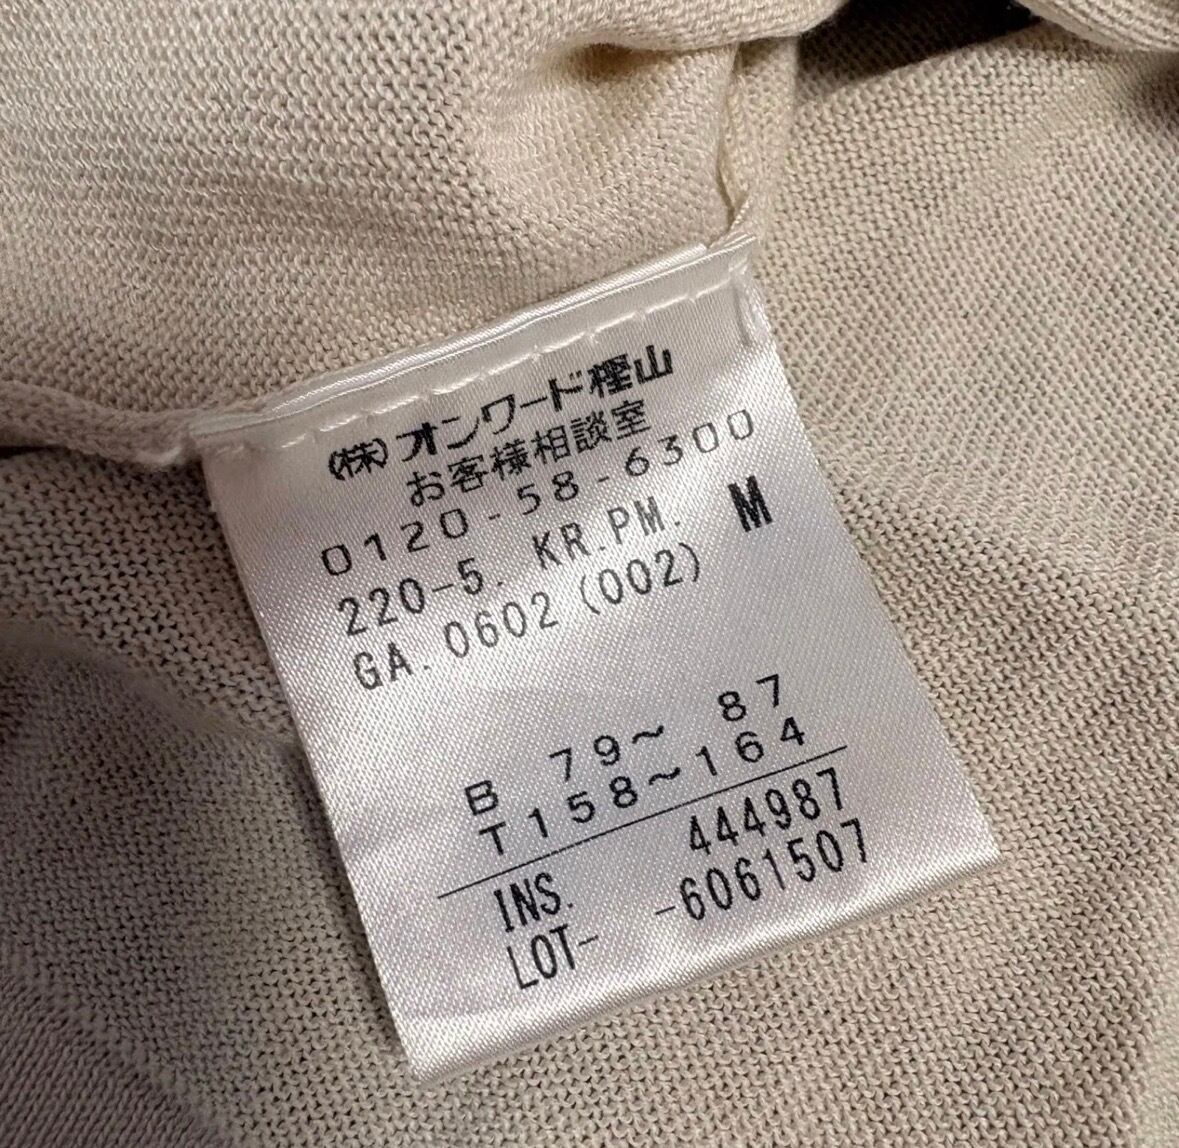 (株)オンワード樫山
お客様相談室
0120-58-6300
220-5. KR.PM. M
GA.0602(002)
B 79～ 87
T158～164
INS. 444987
LOT- -6061507